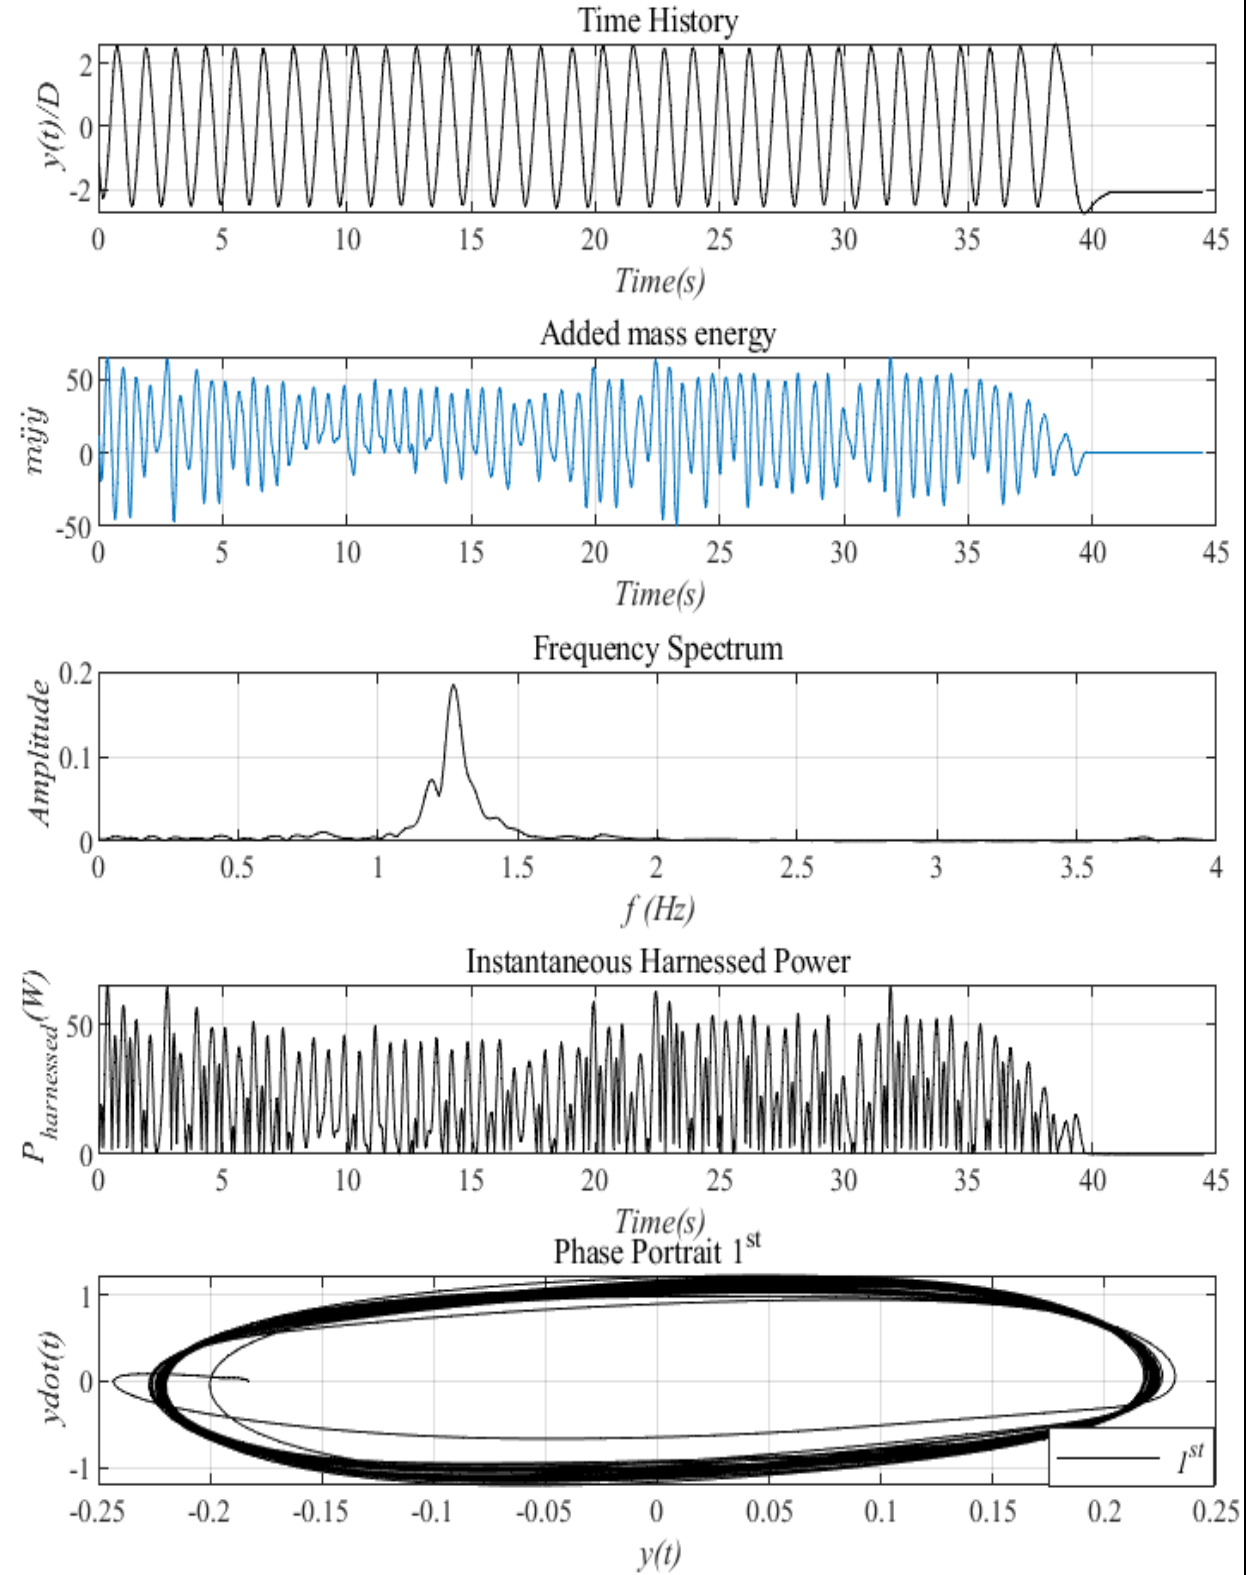 Time History
y(t)/D
2
0
-2
0 5 10 15 20 25 30 35 40 45
Time(s)
Added mass energy
mÿẏ
50
0
-50
0 5 10 15 20 25 30 35 40 45
Time(s)
Frequency Spectrum
Amplitude
0.2
0.1
0
0 0.5 1 1.5 2 2.5 3 3.5 4
f (Hz)
Instantaneous Harnessed Power
P harnessed (W)
50
0
0 5 10 15 20 25 30 35 40 45
Time(s)
Phase Portrait 1st
ydot(t)
1
0
-1
1st
-0.25 -0.2 -0.15 -0.1 -0.05 0 0.05 0.1 0.15 0.2 0.25
y(t)